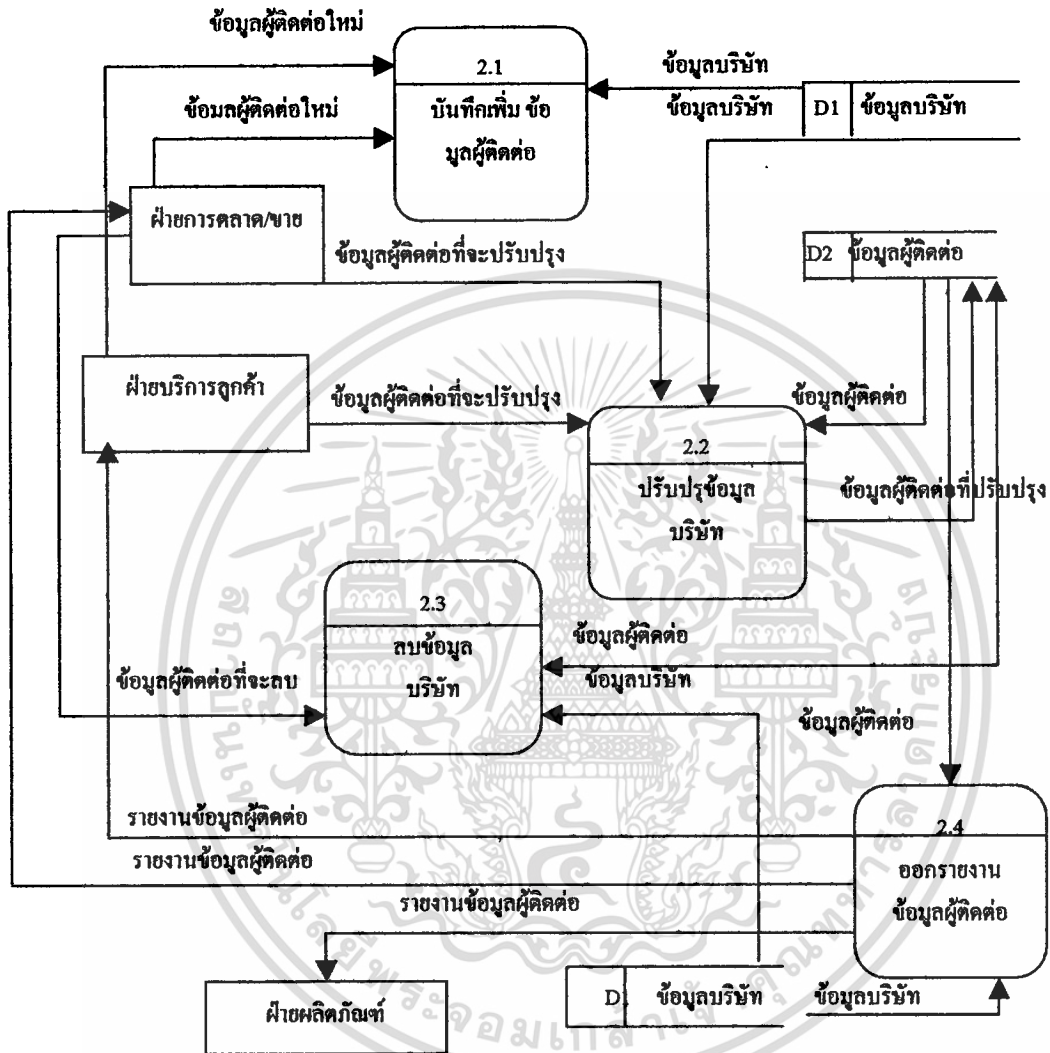 ข้อมูลผู้ติดต่อใหม่
2.1
ข้อมูลบริษัท
ข้อมลผู้ติดต่อใหม่
บันทึกเพิ่ม ข้อ
มูลผู้ติดต่อ
ข้อมูลบริษัท
D1 ข้อมูลบริษัท
ฝ่ายการตลาด/ขาย
ข้อมูลผู้ติดต่อที่จะปรับปรุง
D2 ข้อมูลผู้ติดต่อ
ฝ่ายบริการลูกค้า
ข้อมูลผู้ติดต่อที่จะปรับปรุง
ข้อมูลผู้ติดต่อ
2.2
ปรับปรุข้อมูล
บริษัท
ข้อมูลผู้ติดต่อที่ปรับปรุง
2.3
ลบข้อมูล
บริษัท
ข้อมูลผู้ติดต่อ
ข้อมูลบริษัท
ข้อมูลผู้ติดต่อที่จะลบ
ข้อมูลผู้ติดต่อ
รายงานข้อมูลผู้ติดต่อ
2.4
รายงานข้อมูลผู้ติดต่อ
ออกรายงาน
ข้อมูลผู้ติดต่อ
รายงานข้อมูลผู้ติดต่อ
ฝ่ายผลิตภัณฑ์
D ข้อมูลบริษัท
ข้อมูลบริษัท